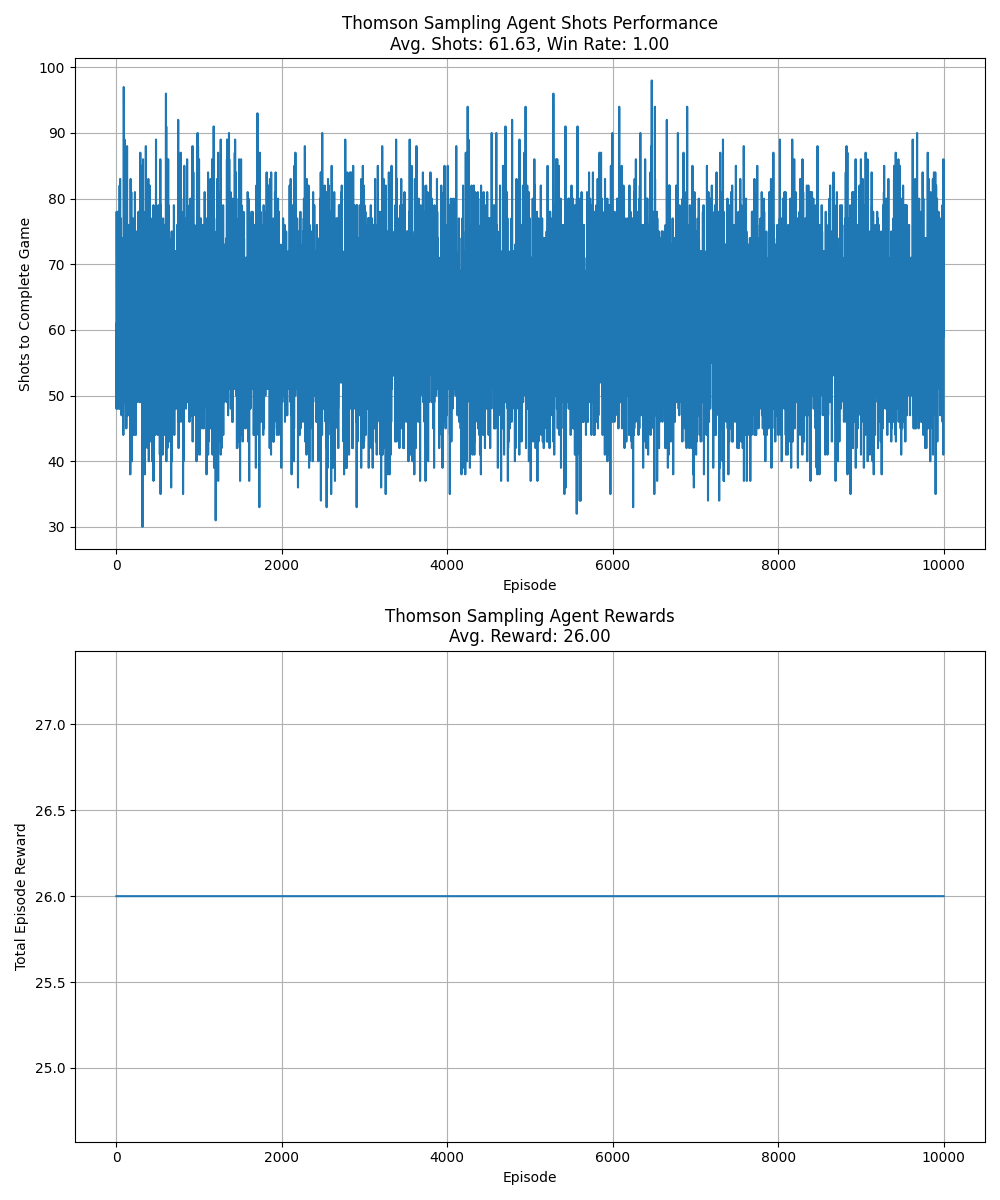 Thomson Sampling Agent Shots Performance
Avg. Shots: 61.63, Win Rate: 1.00
Shots to Complete Game
100
90
80
70
60
50
40
30
0 2000 4000 6000 8000 10000
Episode
Thomson Sampling Agent Rewards
Avg. Reward: 26.00
Total Episode Reward
27.0
26.5
26.0
25.5
25.0
0 2000 4000 6000 8000 10000
Episode